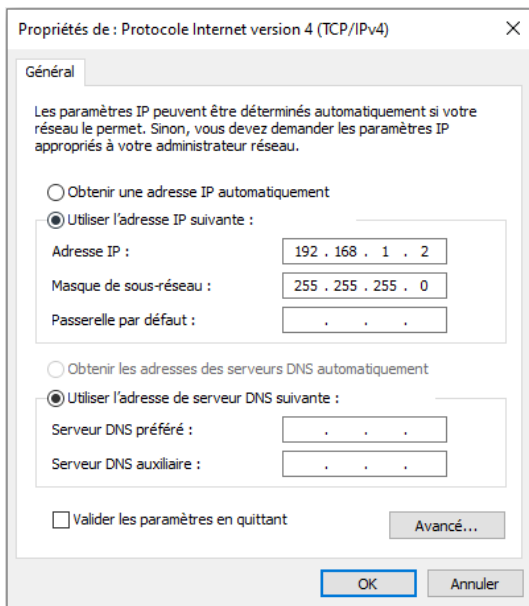 Propriétés de : Protocole Internet version 4 (TCP/IPv4)
Général
Les paramètres IP peuvent être déterminés automatiquement si votre
réseau le permet. Sinon, vous devez demander les paramètres IP
appropriés à votre administrateur réseau.
Obtenir une adresse IP automatiquement
Utiliser l'adresse IP suivante :
Adresse IP : 192 . 168 . 1 . 2
Masque de sous-réseau : 255 . 255 . 255 . 0
Passerelle par défaut : . . .
Obtenir les adresses des serveurs DNS automatiquement
Utiliser l'adresse de serveur DNS suivante :
Serveur DNS préféré : . . .
Serveur DNS auxiliaire : . . .
Valider les paramètres en quittant
Avancé...
OK Annuler